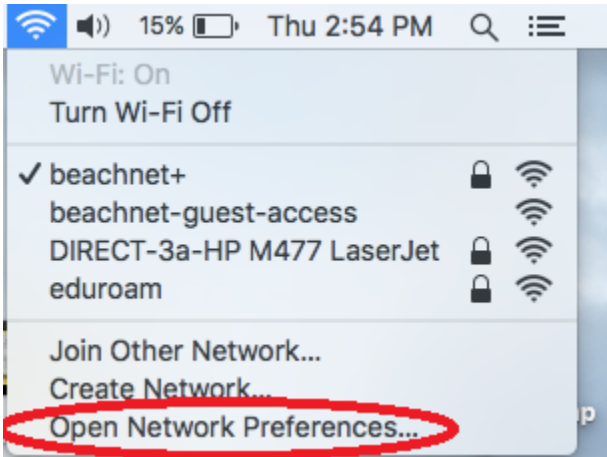 15% Thu 2:54 PM
Wi-Fi: On
Turn Wi-Fi Off
✓ beachnet+
beachnet-guest-access
DIRECT-3a-HP M477 LaserJet
eduroam
Join Other Network...
Create Network...
Open Network Preferences...